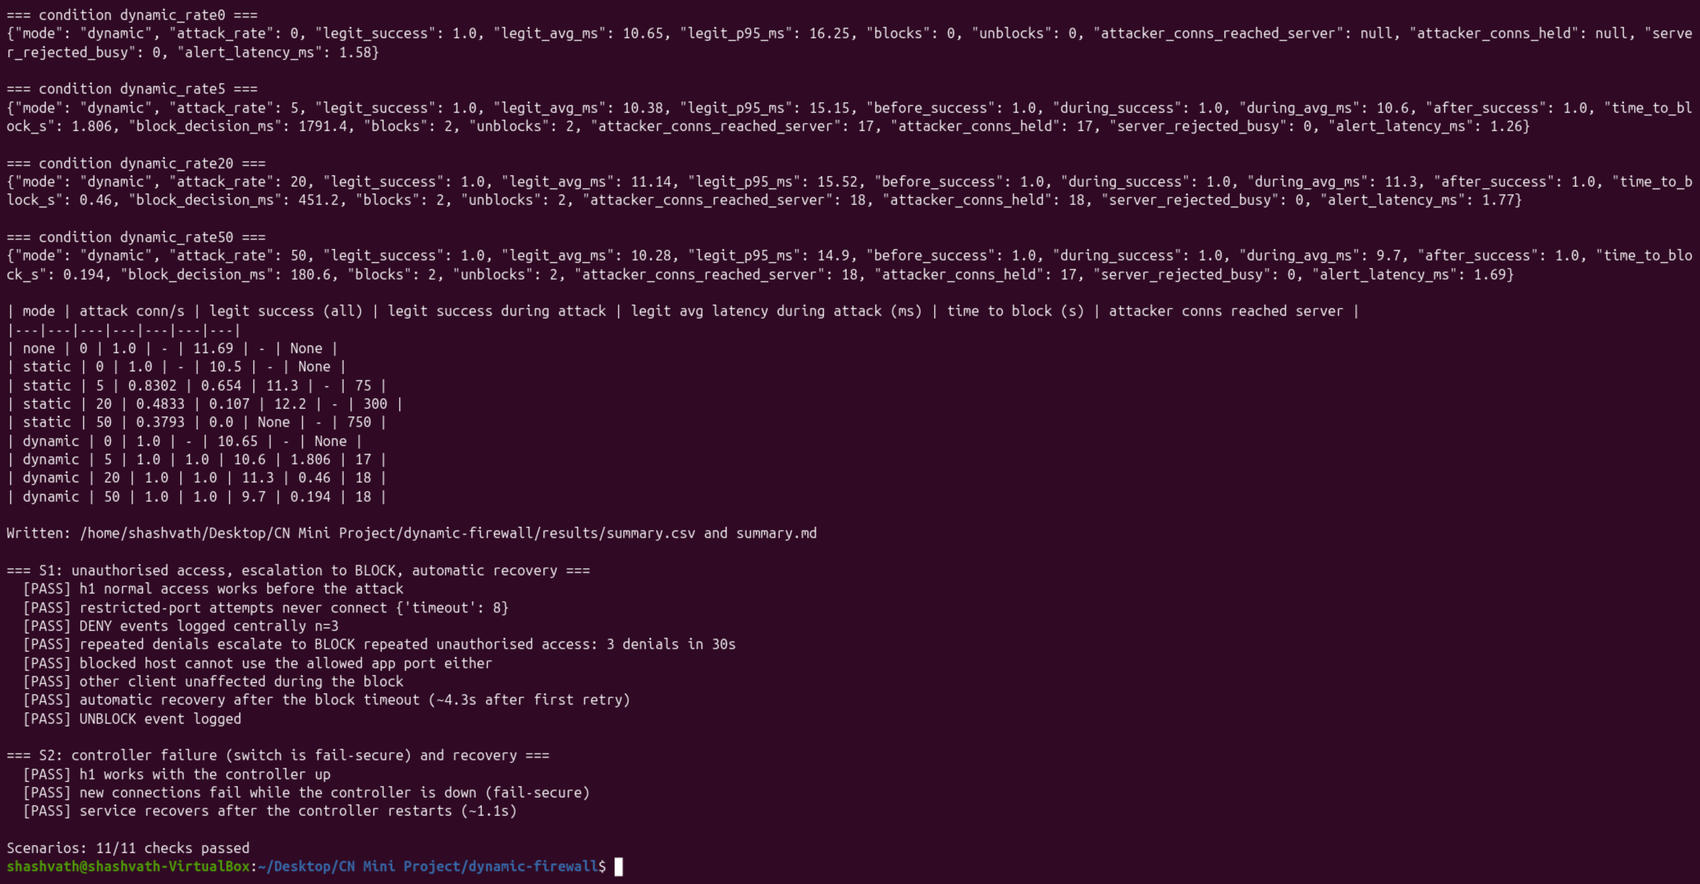 === condition dynamic_rate0 ===
{"mode": "dynamic", "attack_rate": 0, "legit_success": 1.0, "legit_avg_ms": 10.65, "legit_p95_ms": 16.25, "blocks": 0, "unblocks": 0, "attacker_conns_reached_server": null, "attacker_conns_held": null, "serve
r_rejected_busy": 0, "alert_latency_ms": 1.58}
=== condition dynamic_rate5 ===
{"mode": "dynamic", "attack_rate": 5, "legit_success": 1.0, "legit_avg_ms": 10.38, "legit_p95_ms": 15.15, "before_success": 1.0, "during_success": 1.0, "during_avg_ms": 10.6, "after_success": 1.0, "time_to_bl
ock_s": 1.806, "block_decision_ms": 1791.4, "blocks": 2, "unblocks": 2, "attacker_conns_reached_server": 17, "attacker_conns_held": 17, "server_rejected_busy": 0, "alert_latency_ms": 1.26}
=== condition dynamic_rate20 ===
{"mode": "dynamic", "attack_rate": 20, "legit_success": 1.0, "legit_avg_ms": 11.14, "legit_p95_ms": 15.52, "before_success": 1.0, "during_success": 1.0, "during_avg_ms": 11.3, "after_success": 1.0, "time_to_b
lock_s": 0.46, "block_decision_ms": 451.2, "blocks": 2, "unblocks": 2, "attacker_conns_reached_server": 18, "attacker_conns_held": 18, "server_rejected_busy": 0, "alert_latency_ms": 1.77}
=== condition dynamic_rate50 ===
{"mode": "dynamic", "attack_rate": 50, "legit_success": 1.0, "legit_avg_ms": 10.28, "legit_p95_ms": 14.9, "before_success": 1.0, "during_success": 1.0, "during_avg_ms": 9.7, "after_success": 1.0, "time_to_blo
ck_s": 0.194, "block_decision_ms": 180.6, "blocks": 2, "unblocks": 2, "attacker_conns_reached_server": 18, "attacker_conns_held": 17, "server_rejected_busy": 0, "alert_latency_ms": 1.69}
| mode | attack conn/s | legit success (all) | legit success during attack | legit avg latency during attack (ms) | time to block (s) | attacker conns reached server |
|---|---|---|---|---|---|---|
| none | 0 | 1.0 | - | 11.69 | - | None |
| static | 0 | 1.0 | - | 10.5 | - | None |
| static | 5 | 0.8302 | 0.654 | 11.3 | - | 75 |
| static | 20 | 0.4833 | 0.107 | 12.2 | - | 300 |
| static | 50 | 0.3793 | 0.0 | None | - | 750 |
| dynamic | 0 | 1.0 | - | 10.65 | - | None |
| dynamic | 5 | 1.0 | 1.0 | 10.6 | 1.806 | 17 |
| dynamic | 20 | 1.0 | 1.0 | 11.3 | 0.46 | 18 |
| dynamic | 50 | 1.0 | 1.0 | 9.7 | 0.194 | 18 |
Written: /home/shashvath/Desktop/CN Mini Project/dynamic-firewall/results/summary.csv and summary.md
=== S1: unauthorised access, escalation to BLOCK, automatic recovery ===
[PASS] h1 normal access works before the attack
[PASS] restricted-port attempts never connect {'timeout': 8}
[PASS] DENY events logged centrally n=3
[PASS] repeated denials escalate to BLOCK repeated unauthorised access: 3 denials in 30s
[PASS] blocked host cannot use the allowed app port either
[PASS] other client unaffected during the block
[PASS] automatic recovery after the block timeout (~4.3s after first retry)
[PASS] UNBLOCK event logged
=== S2: controller failure (switch is fail-secure) and recovery ===
[PASS] h1 works with the controller up
[PASS] new connections fail while the controller is down (fail-secure)
[PASS] service recovers after the controller restarts (~1.1s)
Scenarios: 11/11 checks passed
shashvath@shashvath-VirtualBox:~/Desktop/CN Mini Project/dynamic-firewall$